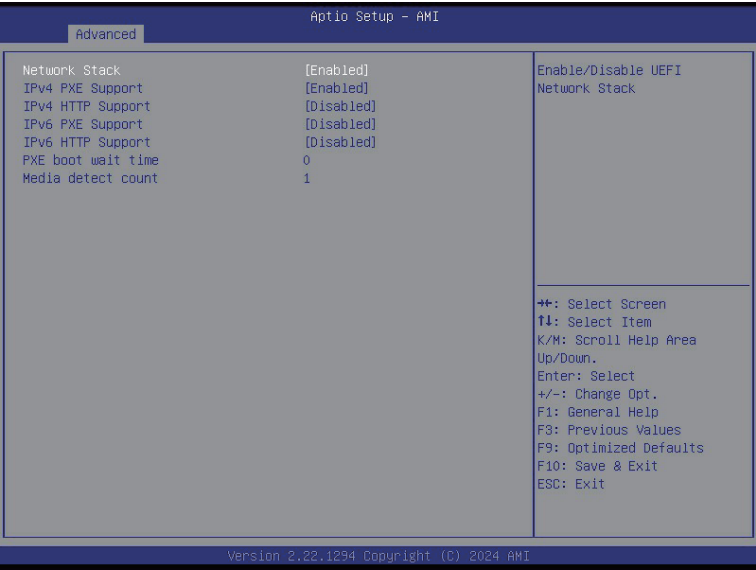 Aptio Setup – AMI
Advanced
Network Stack [Enabled]
IPv4 PXE Support [Enabled]
IPv4 HTTP Support [Disabled]
IPv6 PXE Support [Disabled]
IPv6 HTTP Support [Disabled]
PXE boot wait time 0
Media detect count 1
Enable/Disable UEFI
Network Stack
→←: Select Screen
↑↓: Select Item
K/M: Scroll Help Area
Up/Down.
Enter: Select
+/-: Change Opt.
F1: General Help
F3: Previous Values
F9: Optimized Defaults
F10: Save & Exit
ESC: Exit
Version 2.22.1294 Copyright (C) 2024 AMI